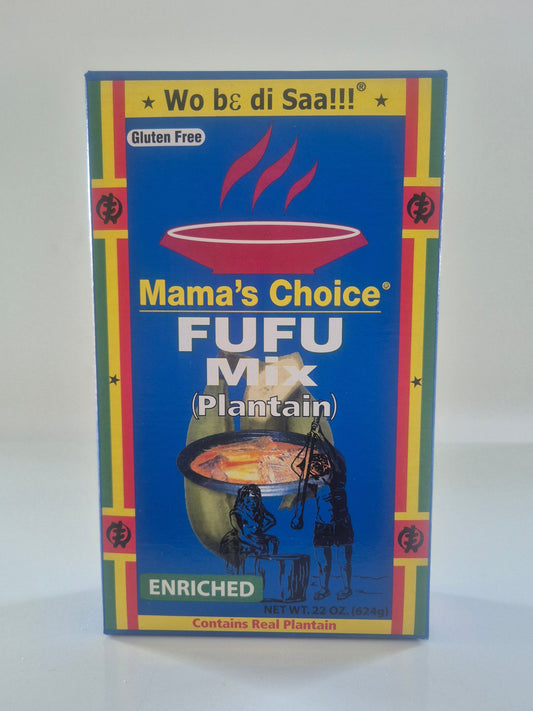 ★ Wo bɛ di Saa!!!® ★
Gluten Free
Mama's Choice®
FUFU
Mix
(Plantain)
ENRICHED
NET WT. 22 OZ. (624g)
Contains Real Plantain